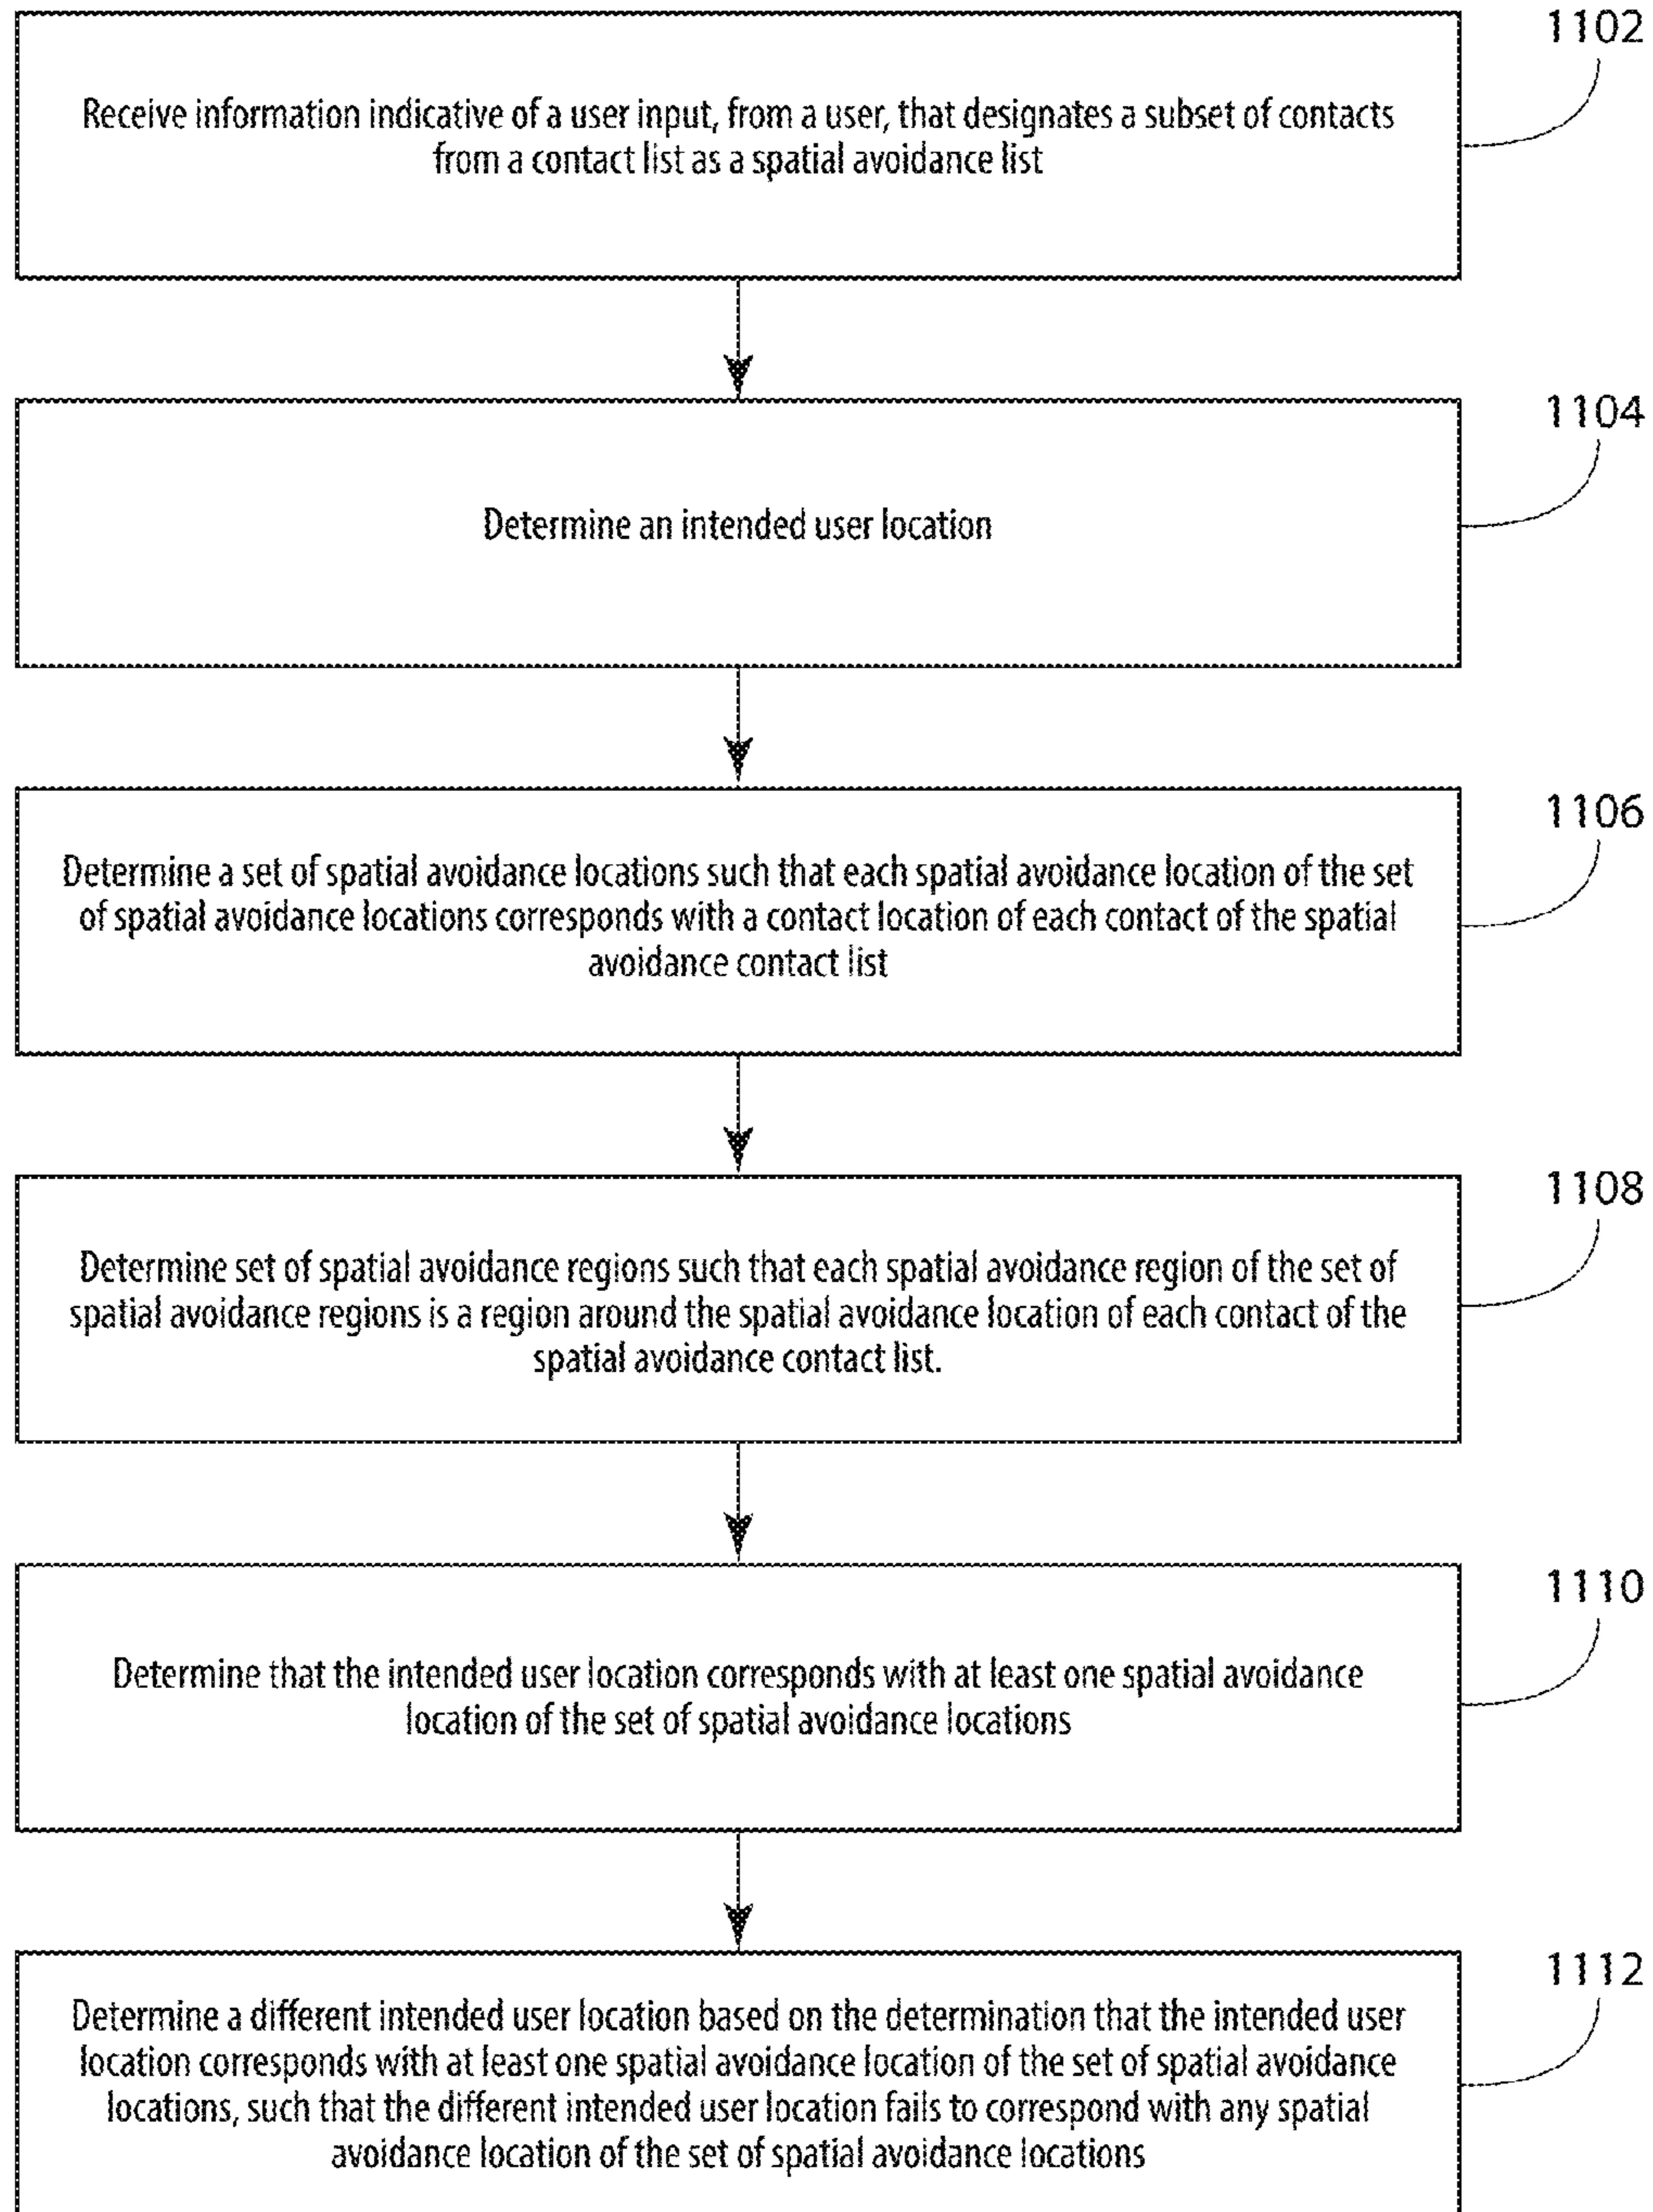 1102
Receive information indicative of a user input, from a user, that designates a subset of contacts
from a contact list as a spatial avoidance list
1104
Determine an intended user location
1106
Determine a set of spatial avoidance locations such that each spatial avoidance location of the set
of spatial avoidance locations corresponds with a contact location of each contact of the spatial
avoidance contact list
1108
Determine set of spatial avoidance regions such that each spatial avoidance region of the set of
spatial avoidance regions is a region around the spatial avoidance location of each contact of the
spatial avoidance contact list.
1110
Determine that the intended user location corresponds with at least one spatial avoidance
location of the set of spatial avoidance locations
1112
Determine a different intended user location based on the determination that the intended user
location corresponds with at least one spatial avoidance location of the set of spatial avoidance
locations, such that the different intended user location fails to correspond with any spatial
avoidance location of the set of spatial avoidance locations